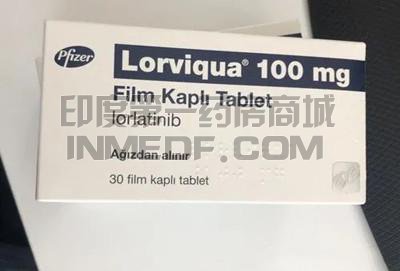 Pfizer
Lorviqua® 100 mg
Film Kaplı Tablet
lorlatinib
印度第一药房商城
INMEDF.COM
Ağızdan alınır
30 film kaplı tablet